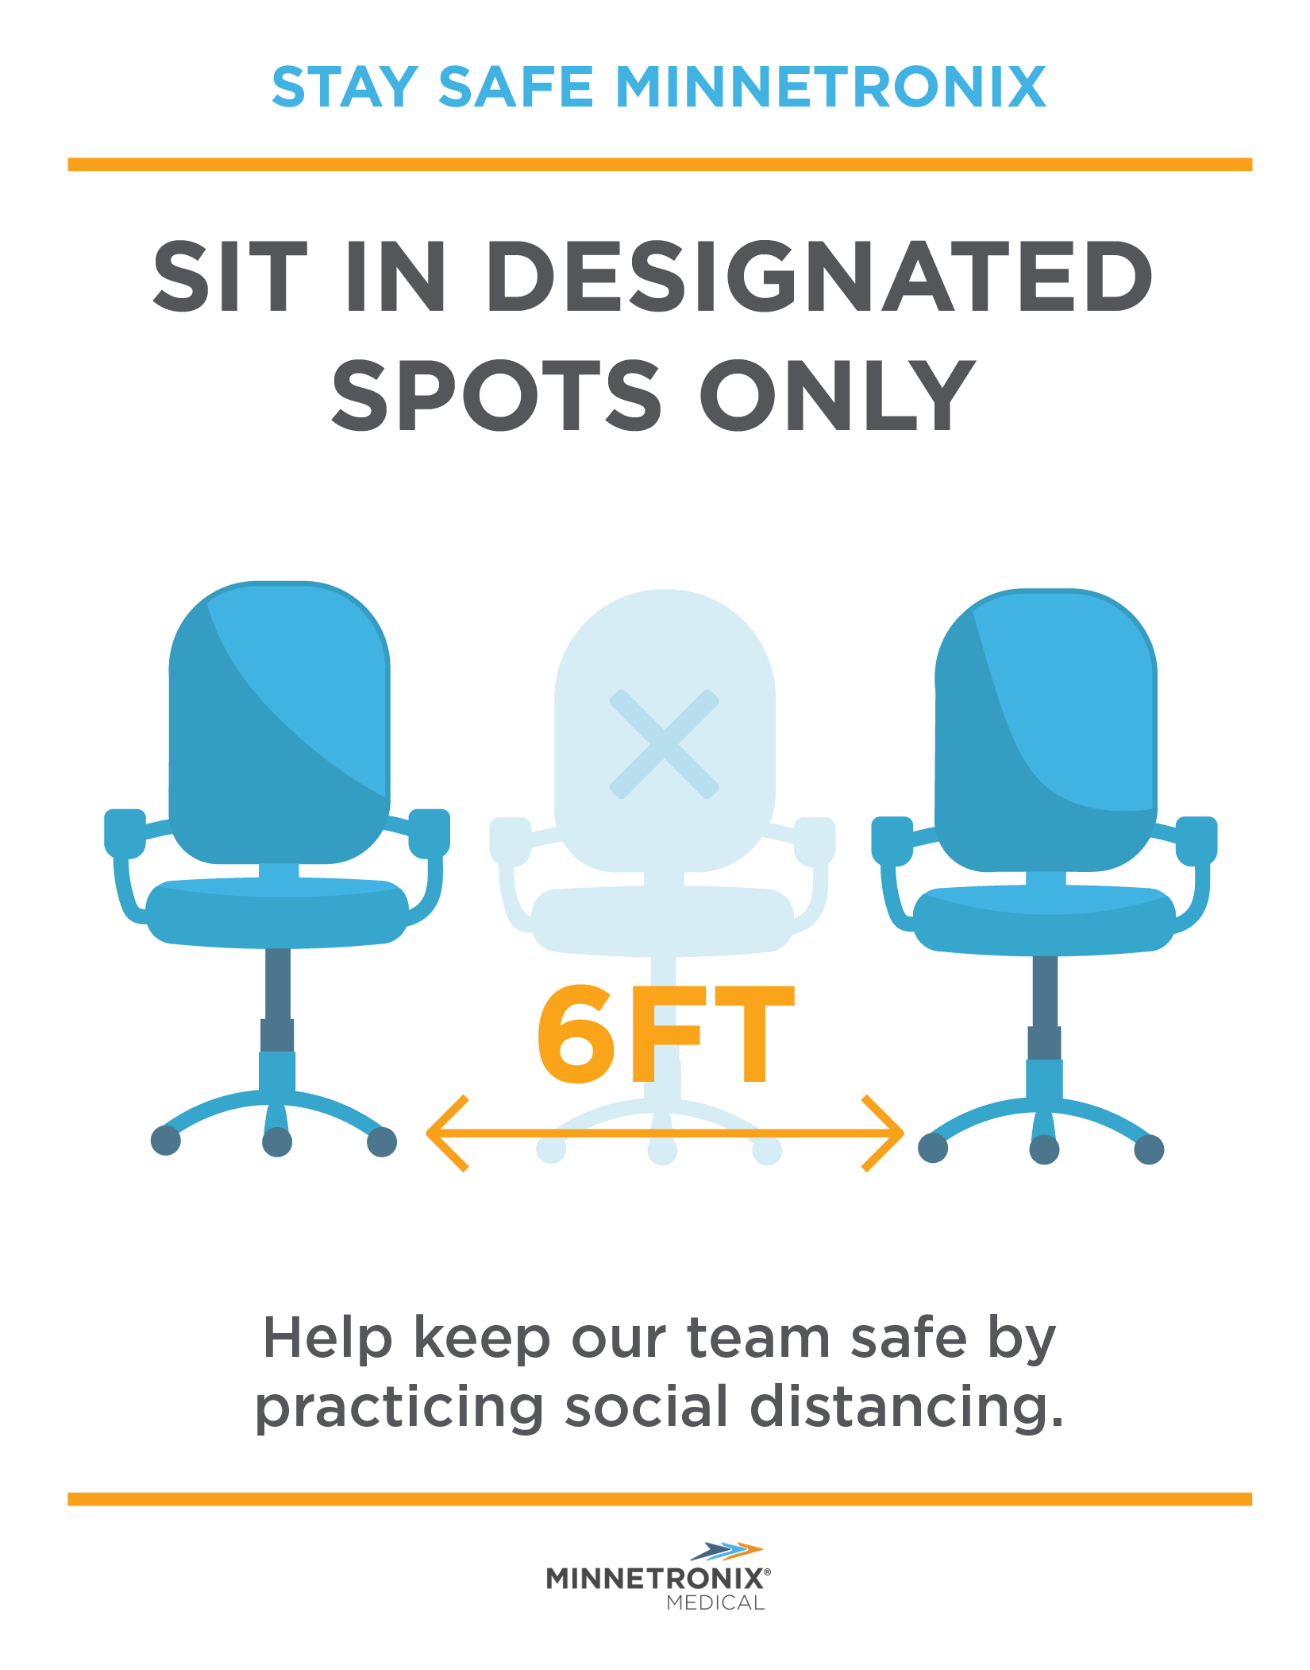 STAY SAFE MINNETRONIX
SIT IN DESIGNATED
SPOTS ONLY
6FT
Help keep our team safe by
practicing social distancing.
MINNETRONIX®
MEDICAL